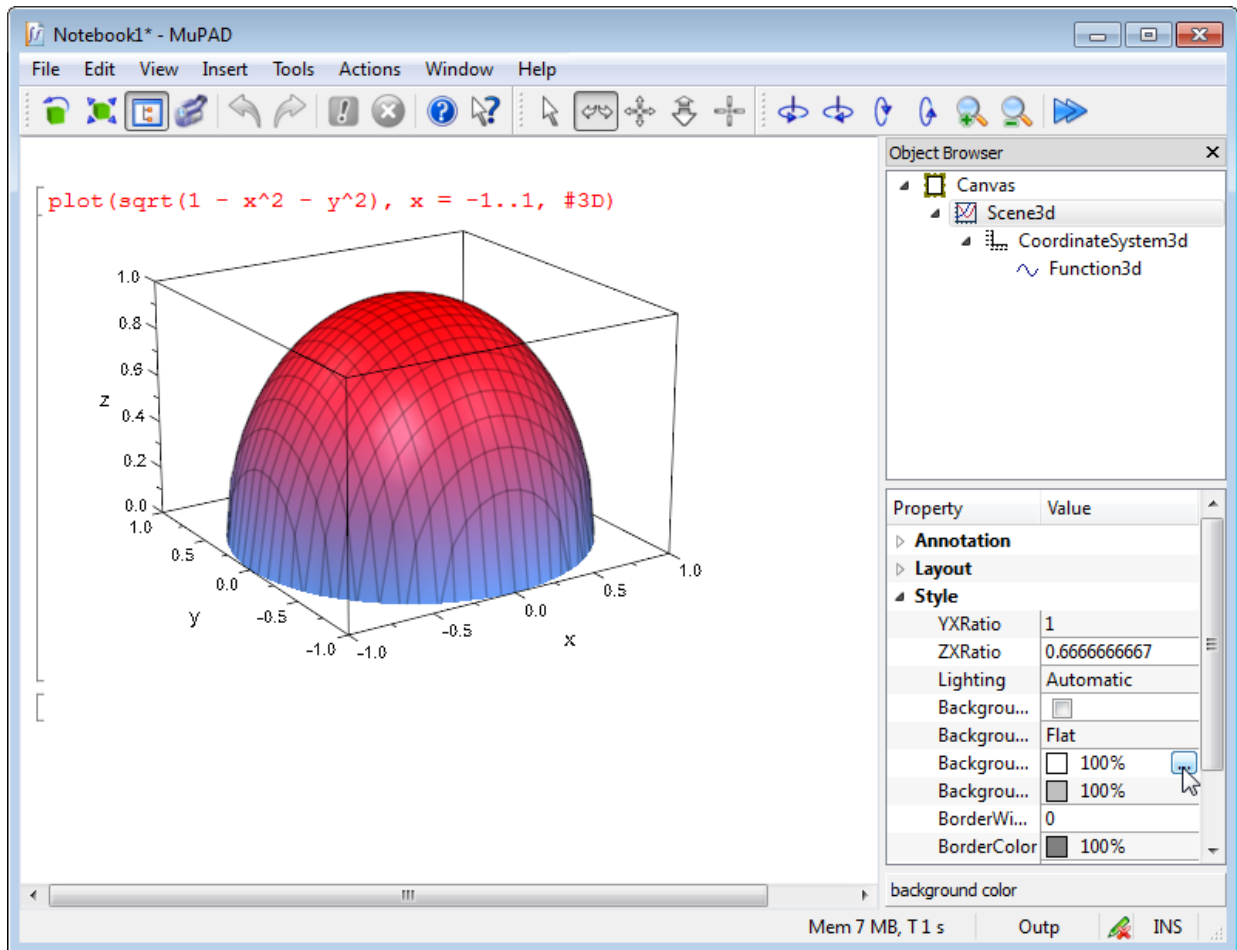 Notebook1* - MuPAD
File Edit View Insert Tools Actions Window Help
Object Browser
Canvas
Scene3d
CoordinateSystem3d
Function3d
plot(sqrt(1 - x^2 - y^2), x = -1..1, #3D)
1.0
0.8
0.6
z
0.4
0.2
0.0
1.0
0.5
0.0
y
-0.5
-1.0
-1.0
-0.5
x
0.0
0.5
1.0
Property Value
Annotation
Layout
Style
YXRatio 1
ZXRatio 0.6666666667
Lighting Automatic
Backgrou...
Backgrou... Flat
Backgrou... 100% ...
Backgrou... 100%
BorderWi... 0
BorderColor 100%
background color
Mem 7 MB, T 1 s Outp INS